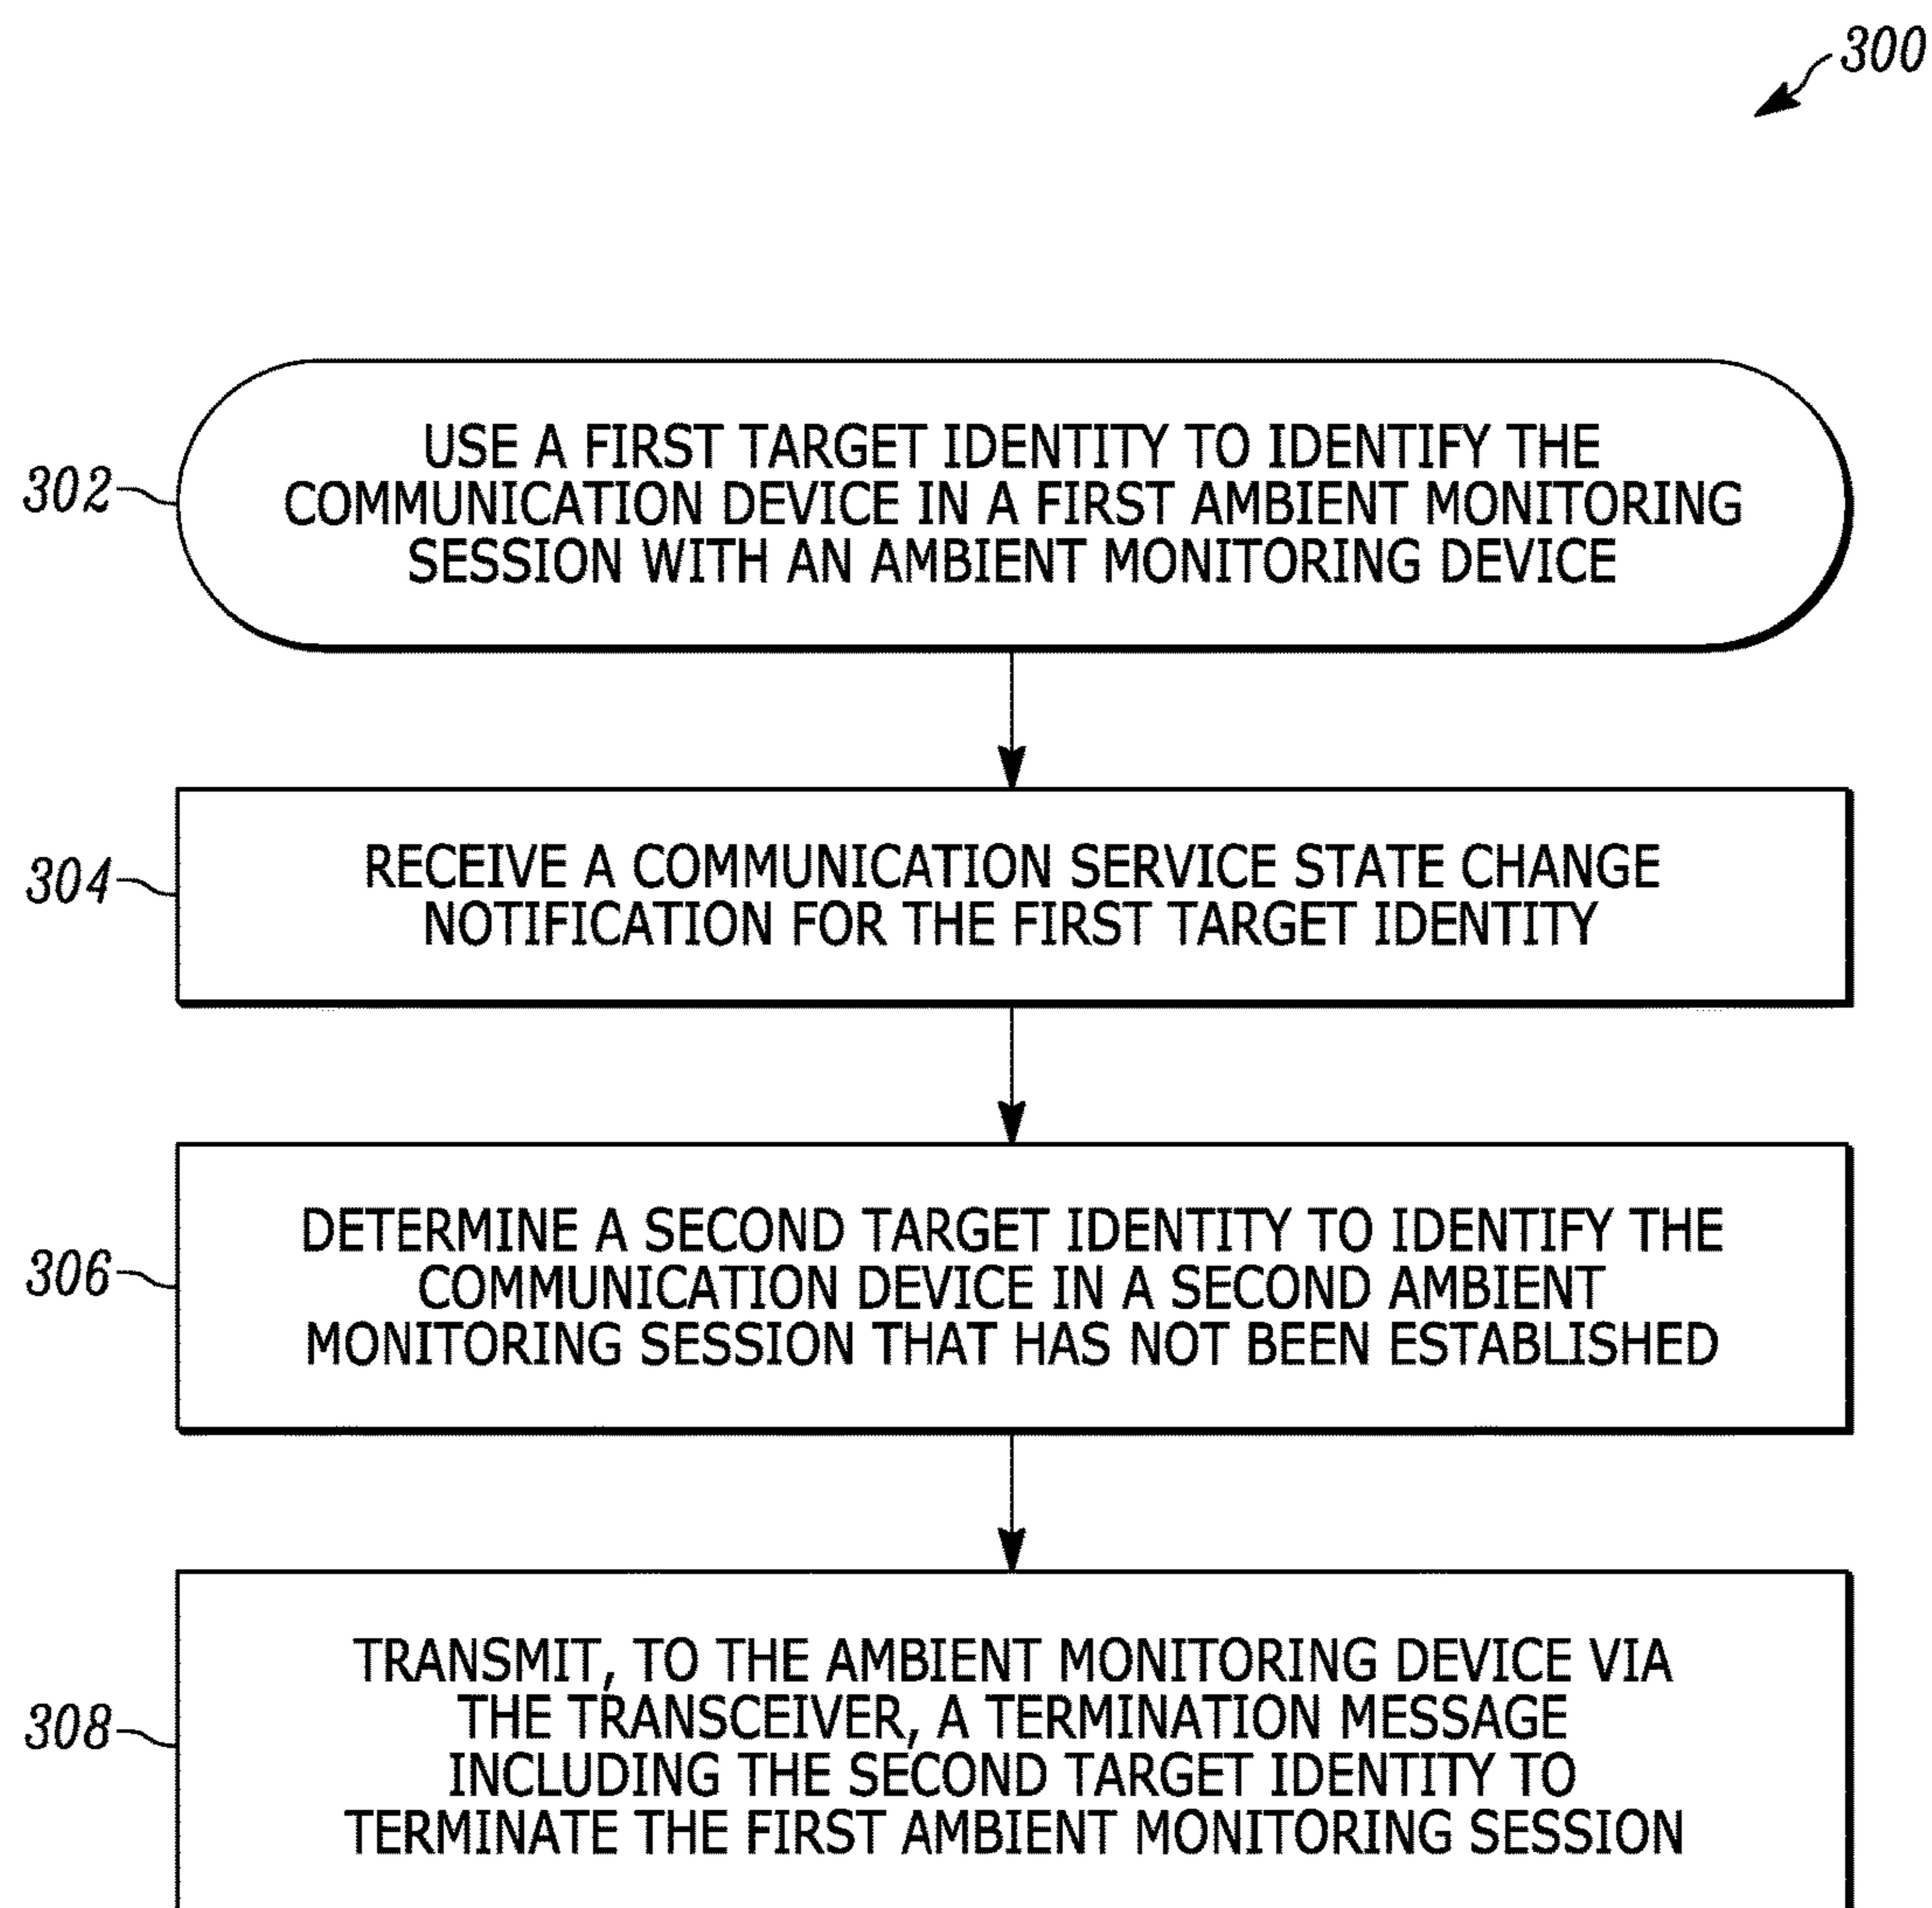 300
302
USE A FIRST TARGET IDENTITY TO IDENTIFY THE
COMMUNICATION DEVICE IN A FIRST AMBIENT MONITORING
SESSION WITH AN AMBIENT MONITORING DEVICE
304
RECEIVE A COMMUNICATION SERVICE STATE CHANGE
NOTIFICATION FOR THE FIRST TARGET IDENTITY
306
DETERMINE A SECOND TARGET IDENTITY TO IDENTIFY THE
COMMUNICATION DEVICE IN A SECOND AMBIENT
MONITORING SESSION THAT HAS NOT BEEN ESTABLISHED
308
TRANSMIT, TO THE AMBIENT MONITORING DEVICE VIA
THE TRANSCEIVER, A TERMINATION MESSAGE
INCLUDING THE SECOND TARGET IDENTITY TO
TERMINATE THE FIRST AMBIENT MONITORING SESSION